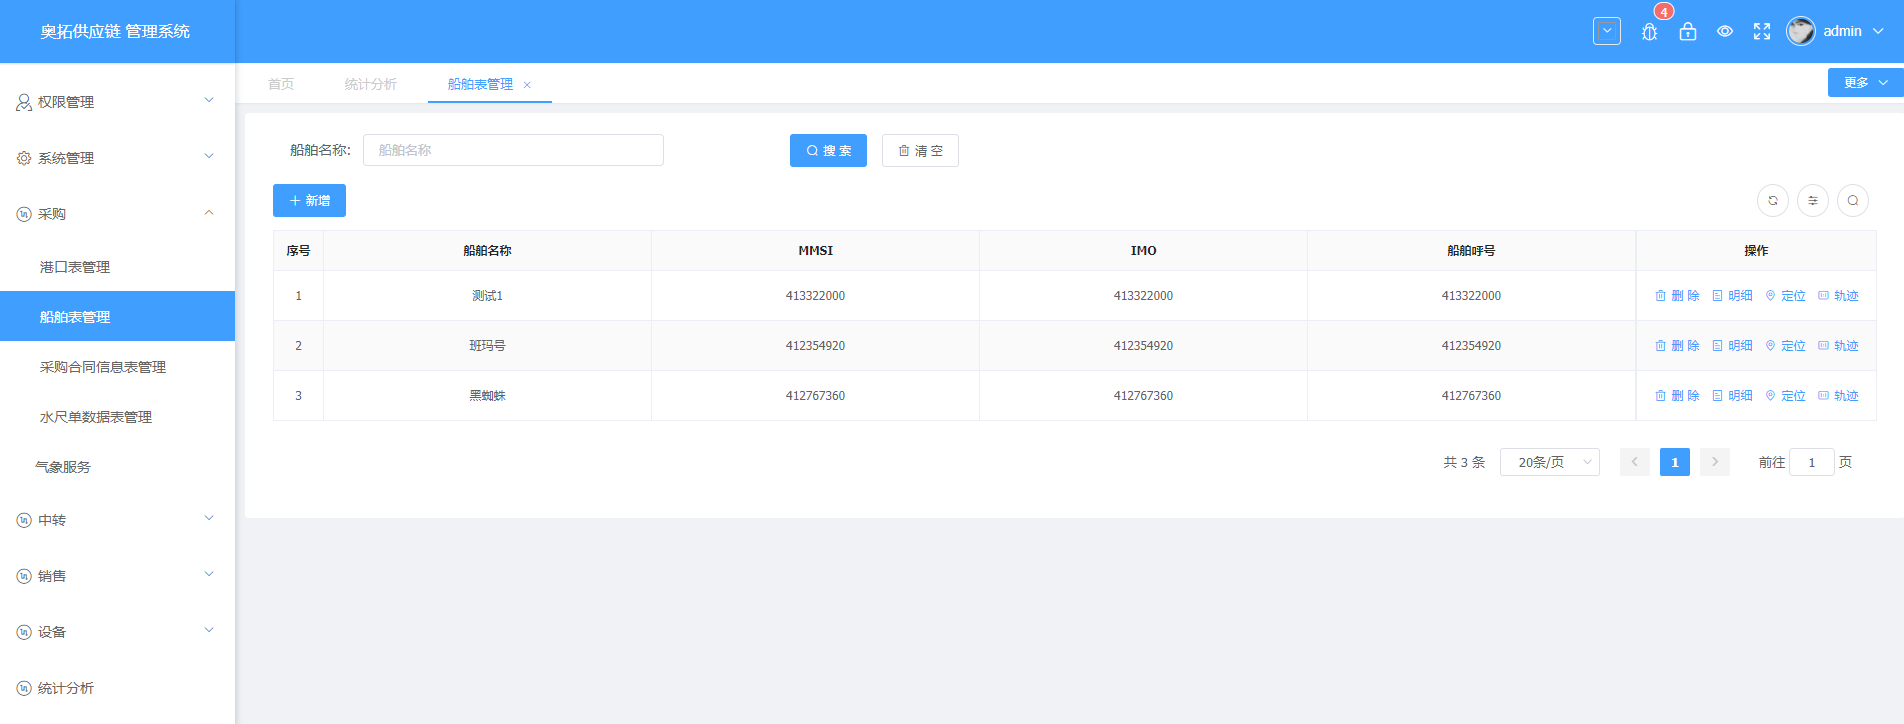 奥拓供应链 管理系统
4
admin
首页 统计分析 船舶表管理
更多
权限管理
系统管理
采购
港口表管理
船舶表管理
采购合同信息表管理
水尺单数据表管理
气象服务
中转
销售
设备
统计分析
船舶名称: 船舶名称 搜 索 清 空
新增
序号 船舶名称 MMSI IMO 船舶呼号 操作
1 测试1 413322000 413322000 413322000 删 除 明细 定位 轨迹
2 班玛号 412354920 412354920 412354920 删 除 明细 定位 轨迹
3 黑蜘蛛 412767360 412767360 412767360 删 除 明细 定位 轨迹
共 3 条 20条/页 1 前往 1 页